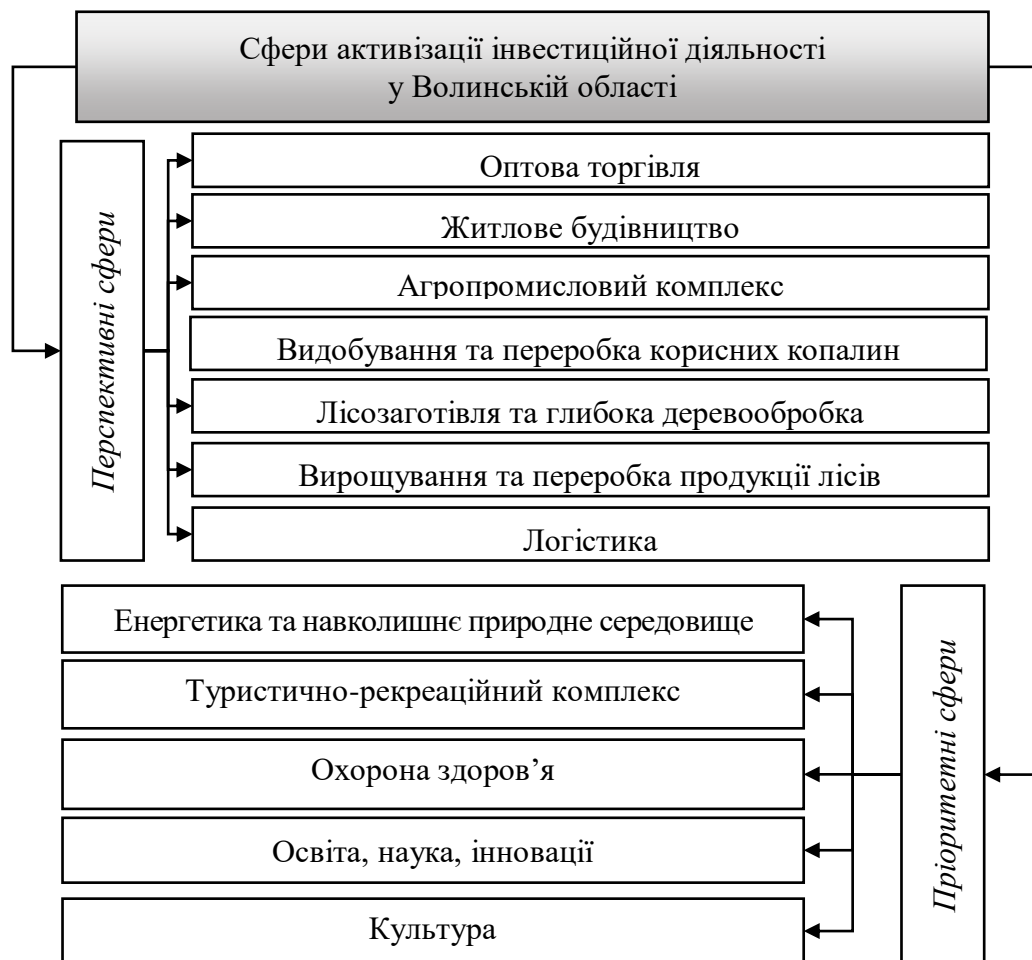 Сфери активізації інвестиційної діяльності
у Волинській області
Перспективні сфери
Оптова торгівля
Житлове будівництво
Агропромисловий комплекс
Видобування та переробка корисних копалин
Лісозаготівля та глибока деревообробка
Вирощування та переробка продукції лісів
Логістика
Пріоритетні сфери
Енергетика та навколишнє природне середовище
Туристично-рекреаційний комплекс
Охорона здоров’я
Освіта, наука, інновації
Культура